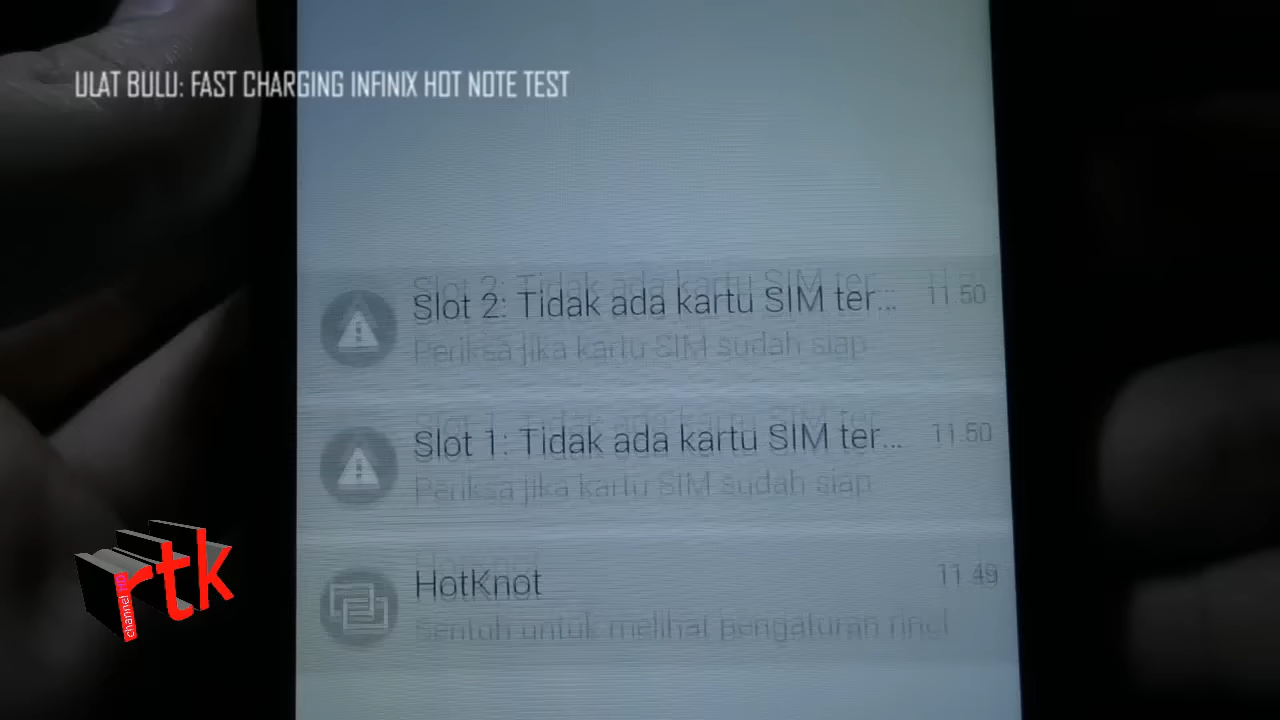 ULAT BULU: FAST CHARGING INFINIX HOT NOTE TEST
Slot 2: Tidak ada kartu SIM ter... 11.50
Periksa jika kartu SIM sudah siap
Slot 1: Tidak ada kartu SIM ter... 11.50
Periksa jika kartu SIM sudah siap
HotKnot 11.49
Sentuh untuk melihat pengaturan rinci
rtk
channel HD